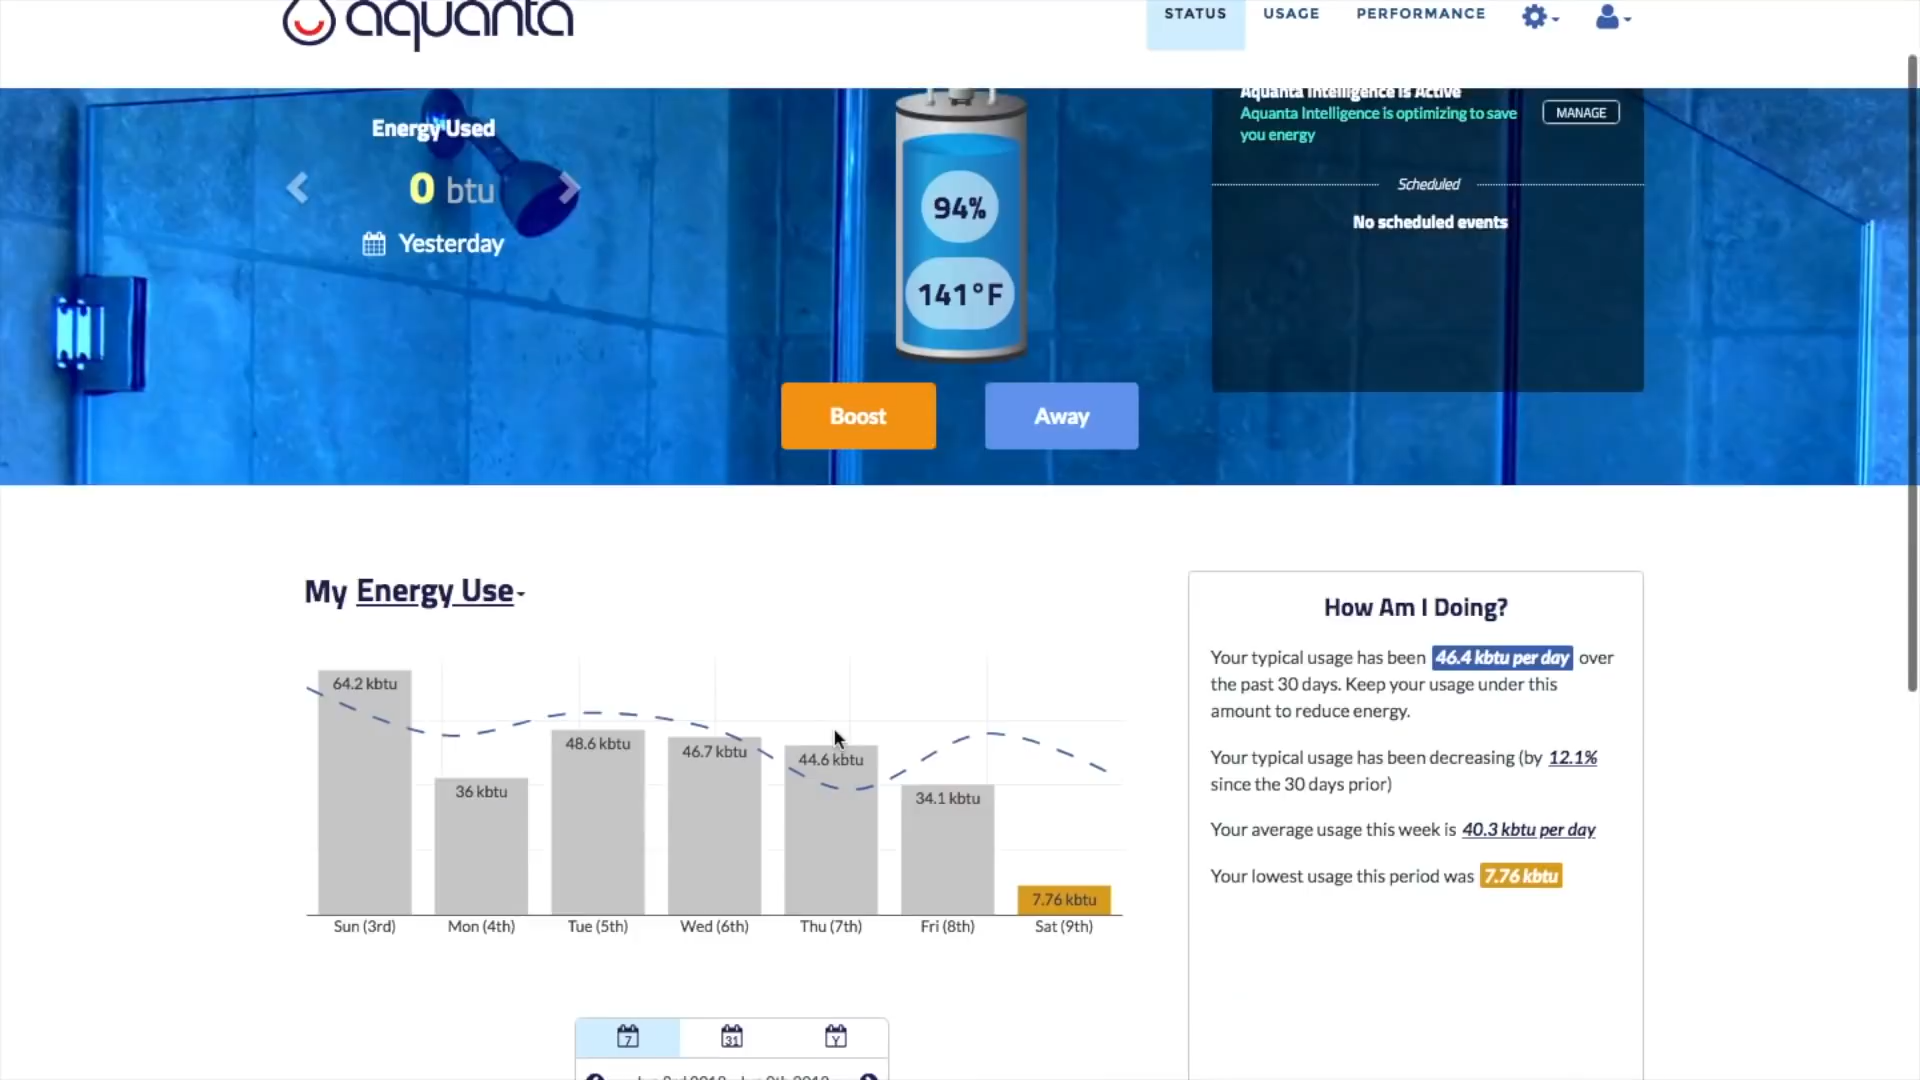 aquanta
STATUS
USAGE
PERFORMANCE
Energy Used
0 btu
Yesterday
94%
141°F
Boost
Away
Aquanta Intelligence Is Active
Aquanta Intelligence is optimizing to save
you energy
MANAGE
Scheduled
No scheduled events
My Energy Use
64.2 kbtu
36 kbtu
48.6 kbtu
46.7 kbtu
44.6 kbtu
34.1 kbtu
7.76 kbtu
Sun (3rd)
Mon (4th)
Tue (5th)
Wed (6th)
Thu (7th)
Fri (8th)
Sat (9th)
7
31
Y
How Am I Doing?
Your typical usage has been 46.4 kbtu per day over
the past 30 days. Keep your usage under this
amount to reduce energy.
Your typical usage has been decreasing (by 12.1%
since the 30 days prior)
Your average usage this week is 40.3 kbtu per day
Your lowest usage this period was 7.76 kbtu